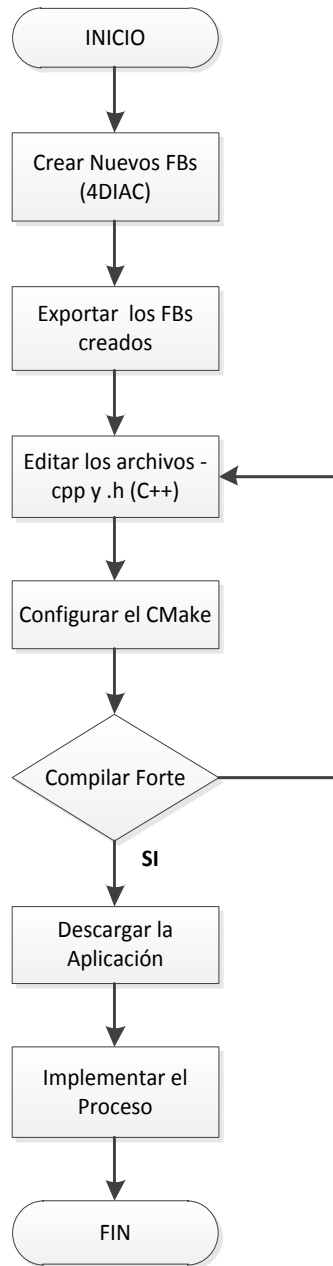 INICIO
Crear Nuevos FBs
(4DIAC)
Exportar los FBs
creados
Editar los archivos -
cpp y .h (C++)
Configurar el CMake
Compilar Forte
SI
Descargar la
Aplicación
Implementar el
Proceso
FIN